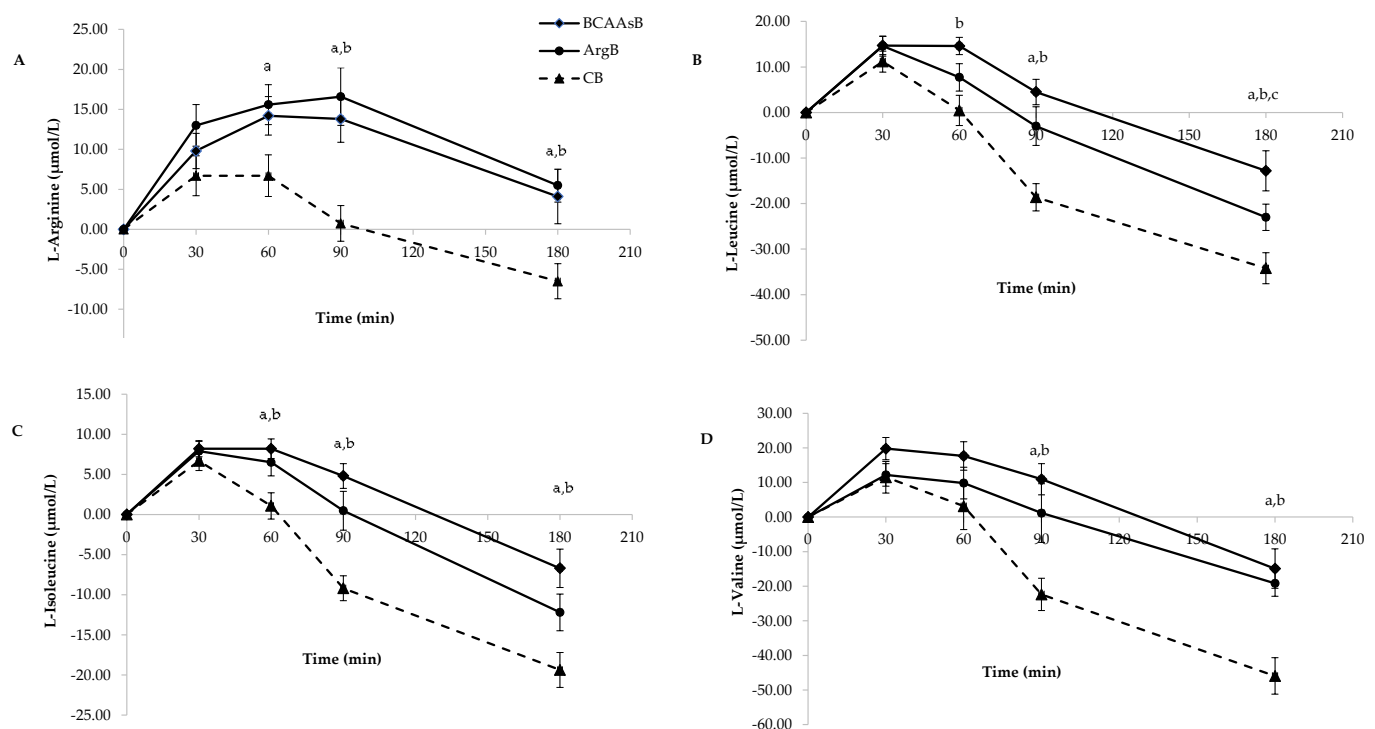 A
25.00
20.00
15.00
10.00
5.00
0.00
-5.00
-10.00
L-Arginine (µmol/L)
0 30 60 90 120 150 180 210
Time (min)
a
a,b
a,b
BCAAsB
ArgB
CB
B
20.00
10.00
0.00
-10.00
-20.00
-30.00
-40.00
-50.00
L-Leucine (µmol/L)
0 30 60 90 120 150 180 210
Time (min)
b
a,b
a,b,c
C
15.00
10.00
5.00
0.00
-5.00
-10.00
-15.00
-20.00
-25.00
L-Isoleucine (µmol/L)
0 30 60 90 120 150 180 210
Time (min)
a,b
a,b
a,b
D
30.00
20.00
10.00
0.00
-10.00
-20.00
-30.00
-40.00
-50.00
-60.00
L-Valine (µmol/L)
0 30 60 90 120 150 180 210
Time (min)
a,b
a,b